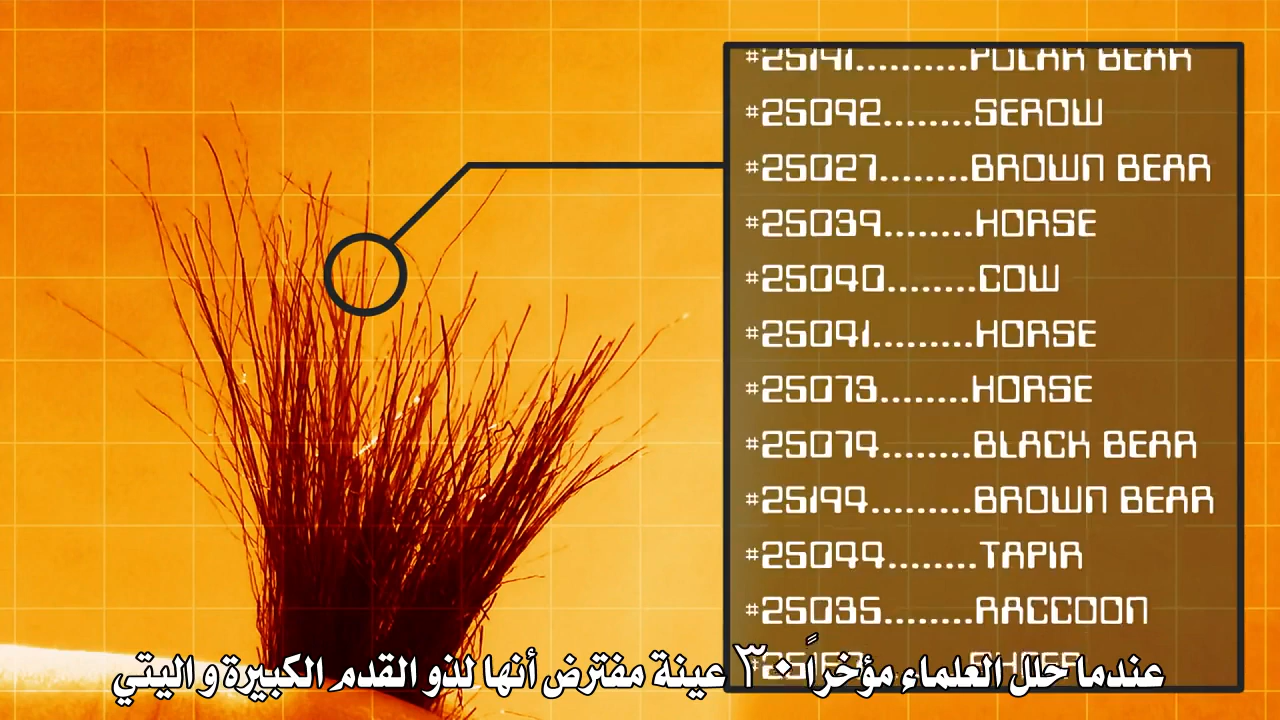 #25191..........POLAR BEAR
#25092........SEROW
#25027........BROWN BEAR
#25039........HORSE
#25040........COW
#25041.........HORSE
#25073........HORSE
#25074........BLACK BEAR
#25194.........BROWN BEAR
#25044........TAPIR
#25035........RACCOON
عندما حلل العلماء مؤخراً ٣٠ عينة مفترض أنها لذو القدم الكبيرة و اليتي